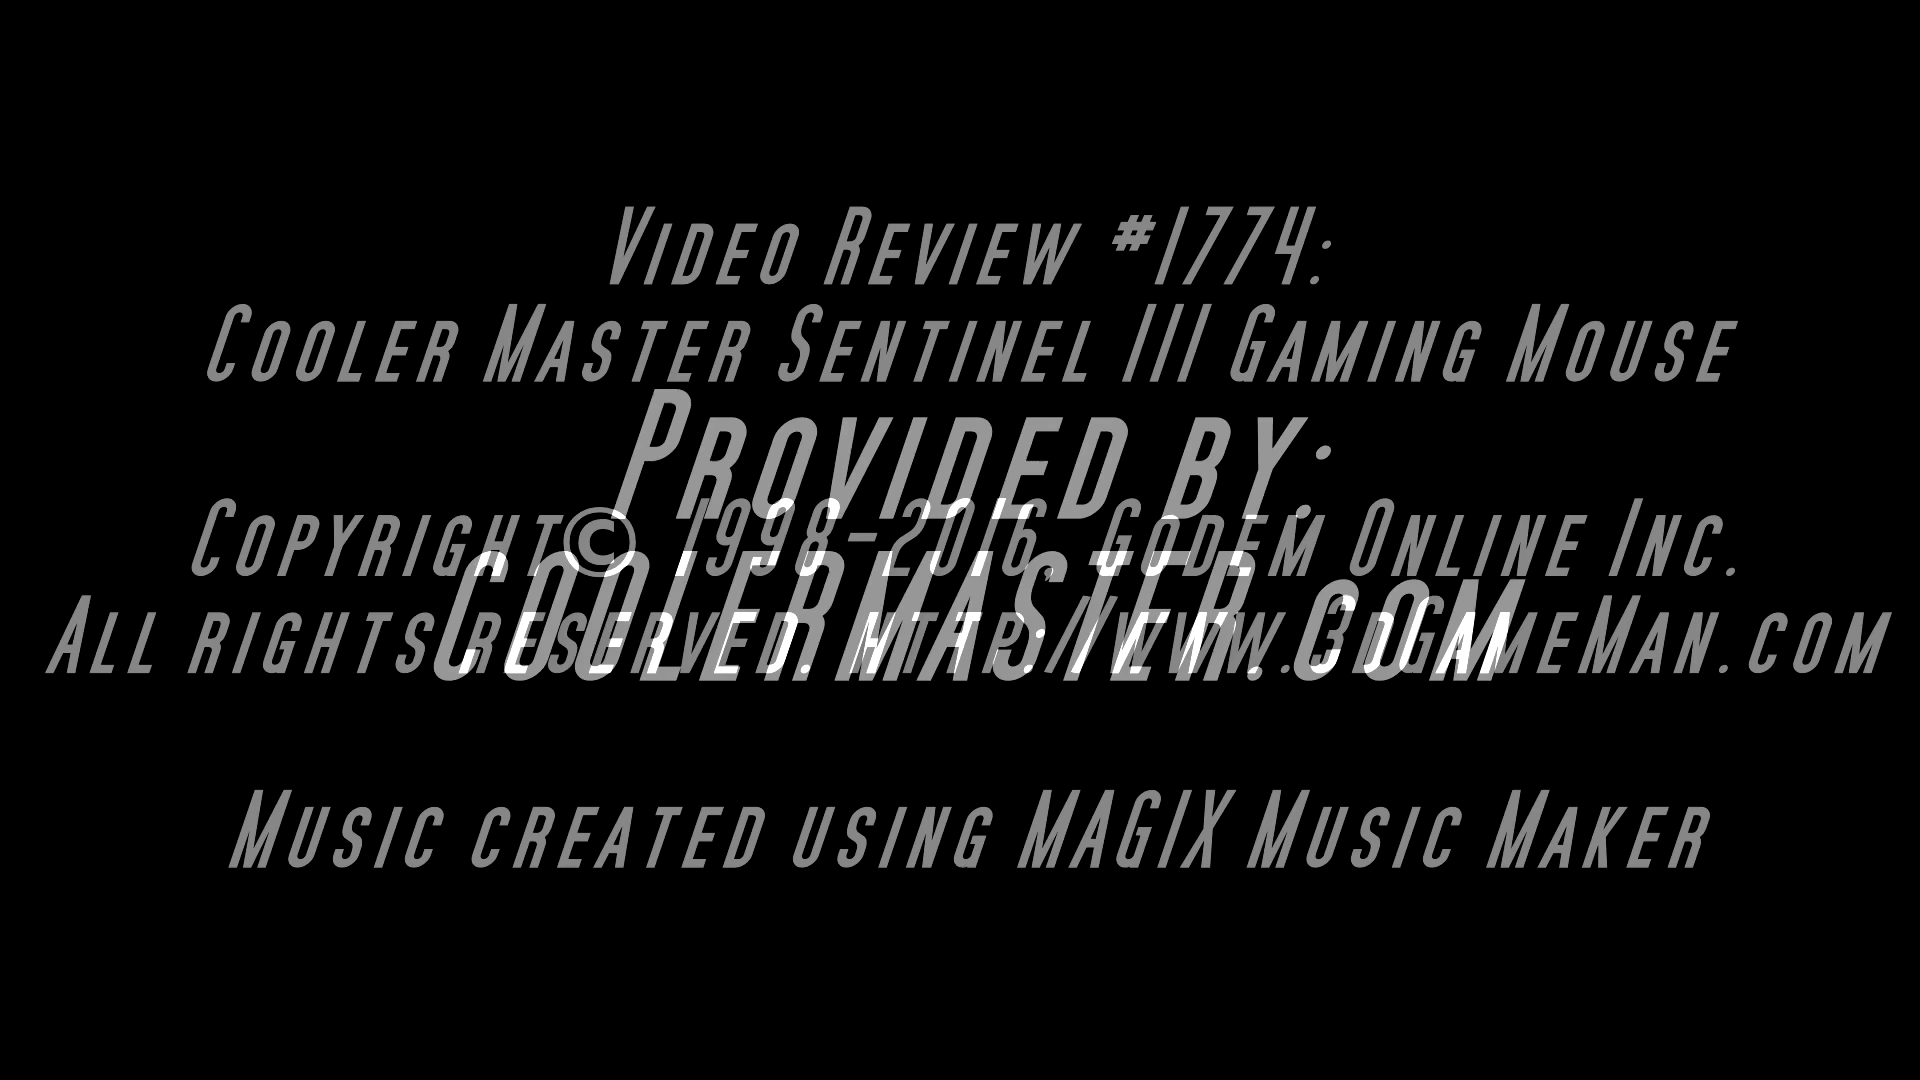 Video Review #1774:
Cooler Master Sentinel III Gaming Mouse
Provided by:
Copyright© 1998-2016, Godem Online Inc.
coolermaster.com
All rights reserved. http://www.3dGameMan.com
Music created using MAGIX Music Maker